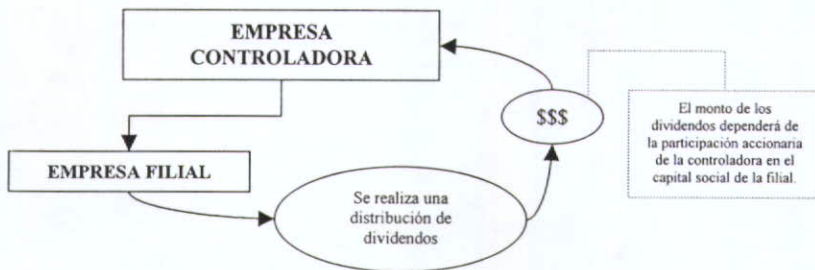 EMPRESA
CONTROLADORA
$$$
El monto de los
dividendos dependerá de
la participación accionaria
de la controladora en el
capital social de la filial.
EMPRESA FILIAL
Se realiza una
distribución de
dividendos